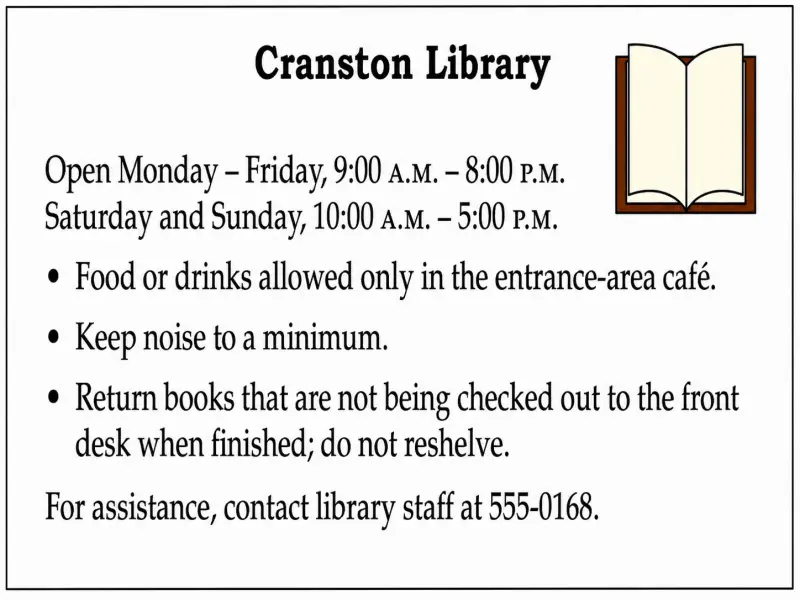 Cranston Library
Open Monday – Friday, 9:00 A.M. – 8:00 P.M.
Saturday and Sunday, 10:00 A.M. – 5:00 P.M.
• Food or drinks allowed only in the entrance-area café.
• Keep noise to a minimum.
• Return books that are not being checked out to the front
desk when finished; do not reshelve.
For assistance, contact library staff at 555-0168.